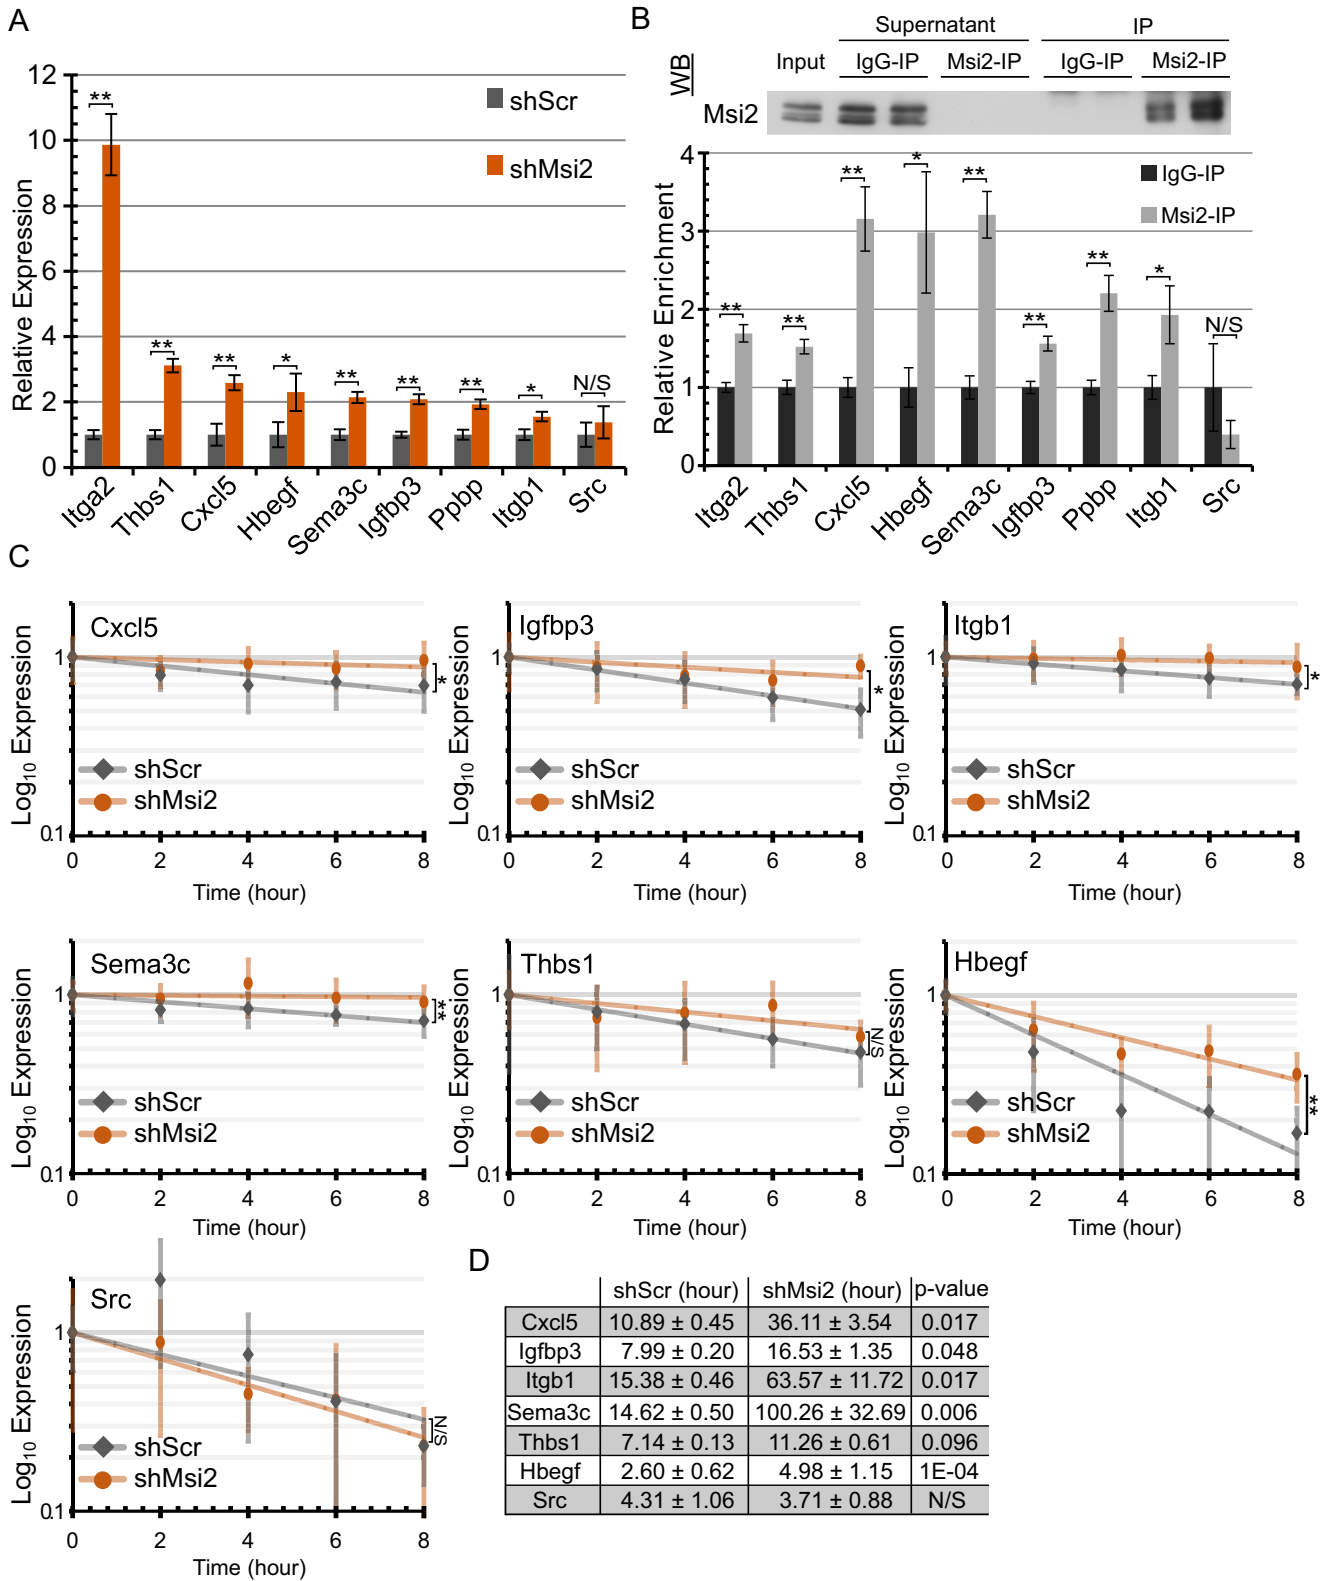 A
Relative Expression
12
10
8
6
4
2
0
shScr
shMsi2
**
**
**
*
**
**
**
*
N/S
Itga2
Thbs1
Cxcl5
Hbegf
Sema3c
Igfbp3
Ppbp
Itgb1
Src
B
Supernatant
IP
WB
Input
IgG-IP
Msi2-IP
IgG-IP
Msi2-IP
Msi2
Relative Enrichment
4
3
2
1
0
IgG-IP
Msi2-IP
**
**
**
*
**
**
**
*
N/S
Itga2
Thbs1
Cxcl5
Hbegf
Sema3c
Igfbp3
Ppbp
Itgb1
Src
C
Cxcl5
Log10 Expression
1
0.1
shScr
shMsi2
*
0 2 4 6 8
Time (hour)
Igfbp3
Log10 Expression
1
0.1
shScr
shMsi2
*
0 2 4 6 8
Time (hour)
Itgb1
Log10 Expression
1
0.1
shScr
shMsi2
*
0 2 4 6 8
Time (hour)
Sema3c
Log10 Expression
1
0.1
shScr
shMsi2
**
0 2 4 6 8
Time (hour)
Thbs1
Log10 Expression
1
0.1
shScr
shMsi2
N/S
0 2 4 6 8
Time (hour)
Hbegf
Log10 Expression
1
0.1
shScr
shMsi2
**
0 2 4 6 8
Time (hour)
Src
Log10 Expression
1
0.1
shScr
shMsi2
N/S
0 2 4 6 8
Time (hour)
D
shScr (hour) shMsi2 (hour) p-value
Cxcl5 10.89 ± 0.45 36.11 ± 3.54 0.017
Igfbp3 7.99 ± 0.20 16.53 ± 1.35 0.048
Itgb1 15.38 ± 0.46 63.57 ± 11.72 0.017
Sema3c 14.62 ± 0.50 100.26 ± 32.69 0.006
Thbs1 7.14 ± 0.13 11.26 ± 0.61 0.096
Hbegf 2.60 ± 0.62 4.98 ± 1.15 1E-04
Src 4.31 ± 1.06 3.71 ± 0.88 N/S